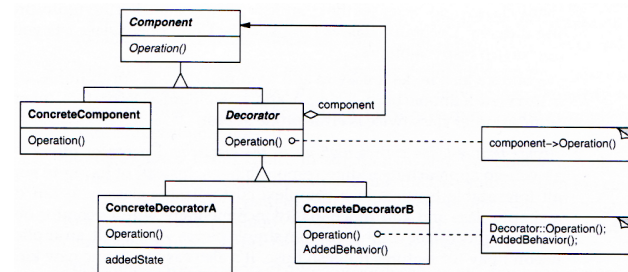 Component
Operation()
ConcreteComponent
Operation()
Decorator
Operation()
component
component->Operation()
ConcreteDecoratorA
Operation()
addedState
ConcreteDecoratorB
Operation()
AddedBehavior()
Decorator::Operation();
AddedBehavior();